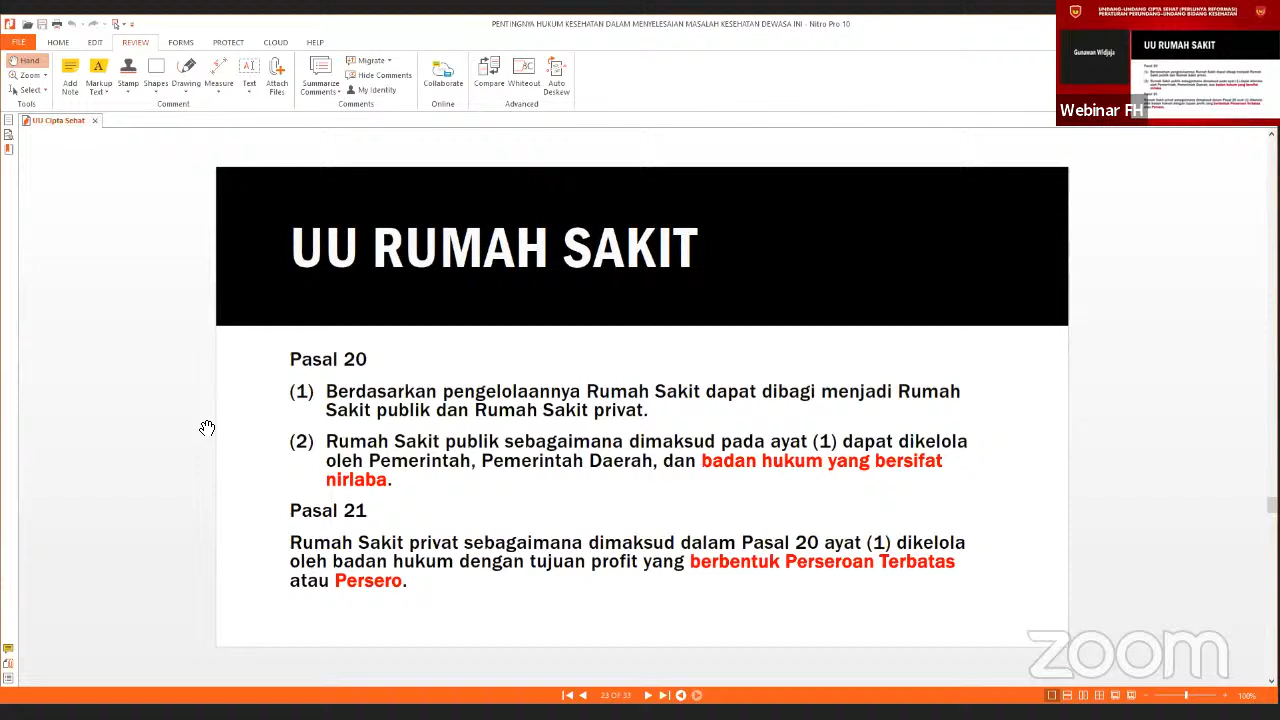 PENTINGNYA HUKUM KESEHATAN DALAM MENYELESAIAN MASALAH KESEHATAN DEWASA INI - Nitro Pro 10
FILE HOME EDIT REVIEW FORMS PROTECT CLOUD HELP
Hand
Zoom
Select
Tools
Add Note
Markup Text
Stamp
Shapes
Drawing
Measure
Text
Attach Files
Comment
Summarize Comments
Migrate
Hide Comments
My Identity
Comments
Collaborate
Online
Compare
Whiteout
Auto Deskew
Advanced
UU Cipta Sehat
UNDANG-UNDANG CIPTA SEHAT (PERLUNYA REFORMASI)
PERATURAN PERUNDANG-UNDANG BIDANG KESEHATAN
Gunawan Widjaja
UU RUMAH SAKIT
Webinar FH
UU RUMAH SAKIT
Pasal 20
(1) Berdasarkan pengelolaannya Rumah Sakit dapat dibagi menjadi Rumah
Sakit publik dan Rumah Sakit privat.
(2) Rumah Sakit publik sebagaimana dimaksud pada ayat (1) dapat dikelola
oleh Pemerintah, Pemerintah Daerah, dan badan hukum yang bersifat
nirlaba.
Pasal 21
Rumah Sakit privat sebagaimana dimaksud dalam Pasal 20 ayat (1) dikelola
oleh badan hukum dengan tujuan profit yang berbentuk Perseroan Terbatas
atau Persero.
zoom
23 OF 33
100%